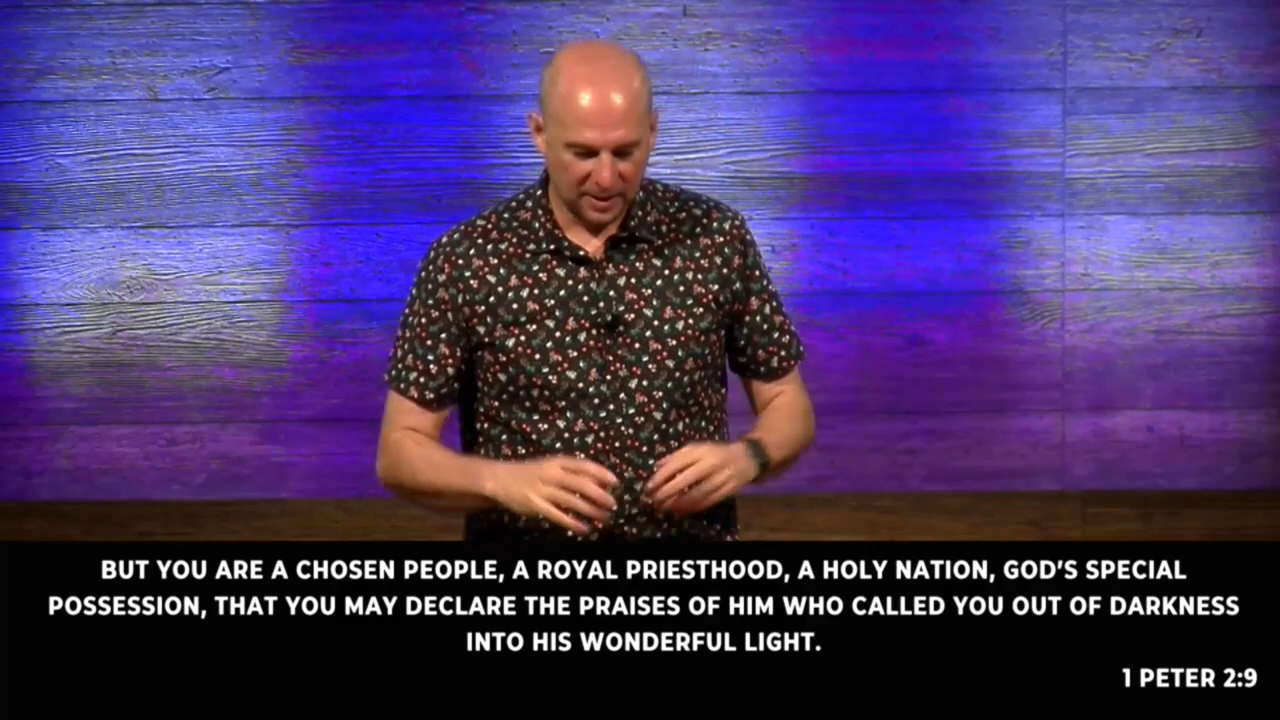 BUT YOU ARE A CHOSEN PEOPLE, A ROYAL PRIESTHOOD, A HOLY NATION, GOD'S SPECIAL
POSSESSION, THAT YOU MAY DECLARE THE PRAISES OF HIM WHO CALLED YOU OUT OF DARKNESS
INTO HIS WONDERFUL LIGHT.
1 PETER 2:9